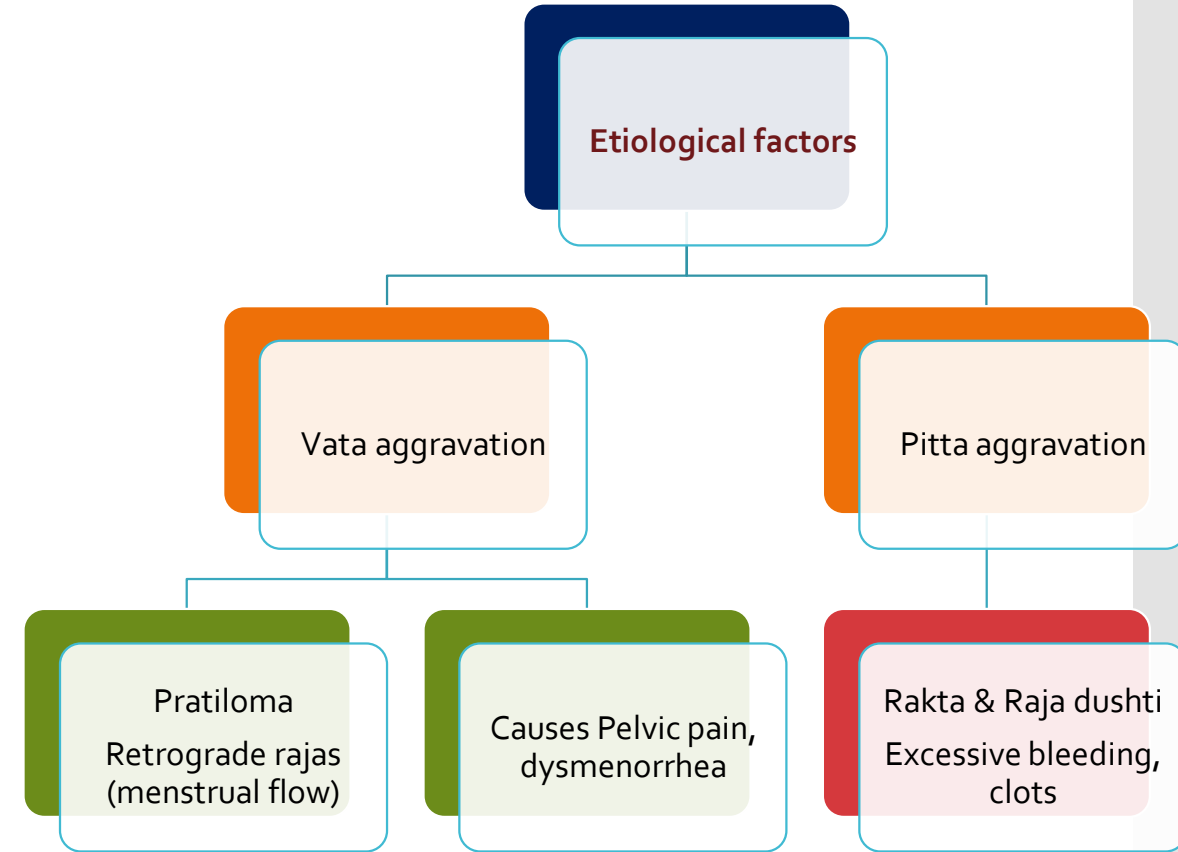 Etiological factors
Vata aggravation
Pitta aggravation
Pratiloma
Retrograde rajas
(menstrual flow)
Causes Pelvic pain,
dysmenorrhea
Rakta & Raja dushti
Excessive bleeding,
clots